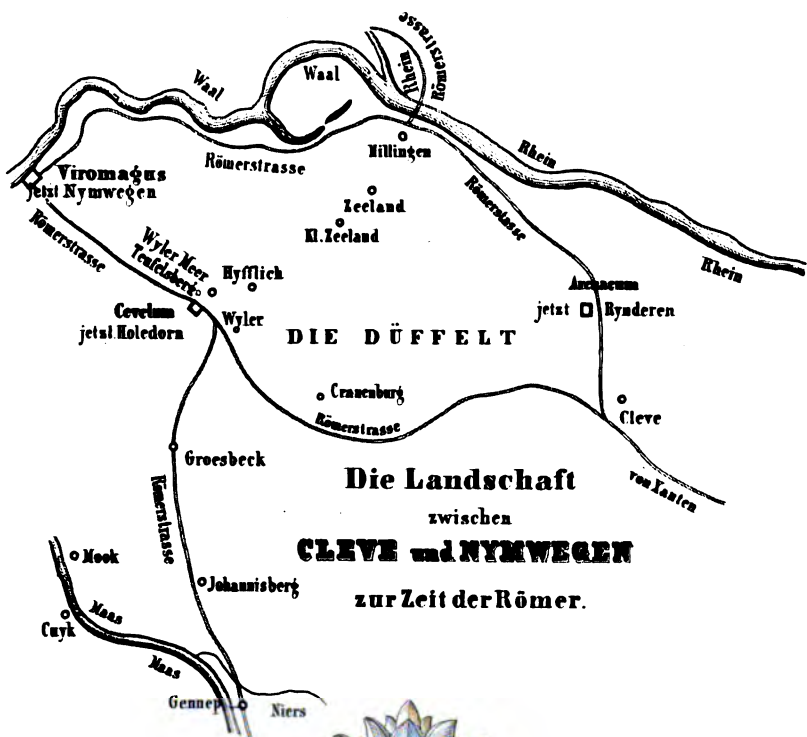 Römerstrasse
Rhein
Waal
Waal
Römerstrasse
Millingen
Rhein
Viromagus
jetzt Nymwegen
Zeeland
Kl. Zeeland
Römerstasse
Rhein
Römerstrasse
Wyler Meer
Teufelsberg
Hyfflich
Cevelum
jetzt Holedorn
Wyler
DIE DÜFFELT
jetzt Rynderen
Cranenburg
Römerstrasse
Cleve
von Xanten
Groesbeck
Römerstrasse
Die Landschaft
zwischen
CLEVE und NYMWEGEN
zur Zeit der Römer.
Mook
Johannisberg
Cuyk
Maas
Maas
Gennep
Niers